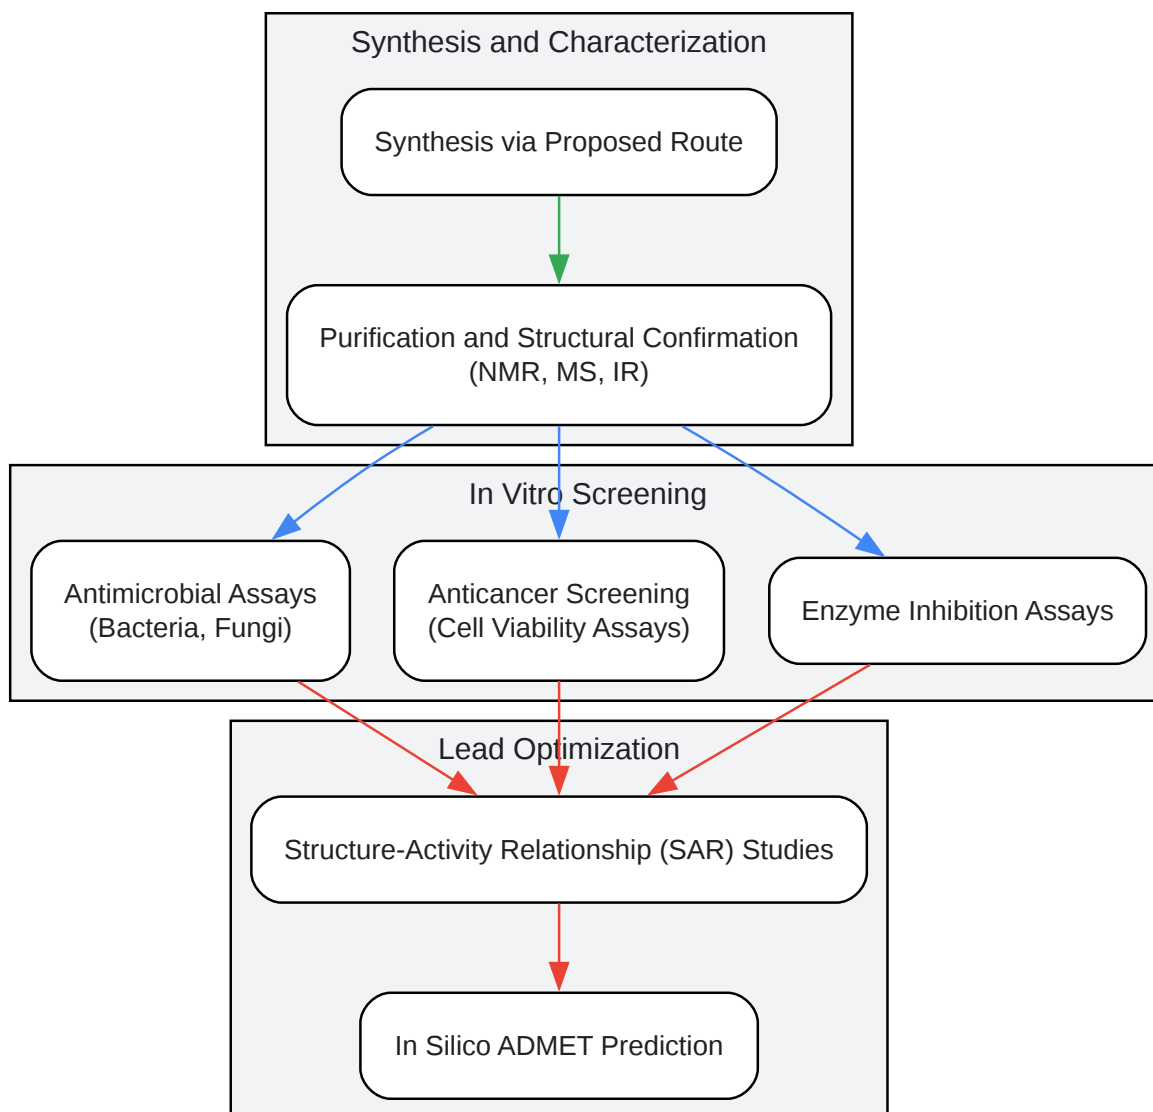 Synthesis and Characterization
Synthesis via Proposed Route
Purification and Structural Confirmation
(NMR, MS, IR)
In Vitro Screening
Antimicrobial Assays
(Bacteria, Fungi)
Anticancer Screening
(Cell Viability Assays)
Enzyme Inhibition Assays
Lead Optimization
Structure-Activity Relationship (SAR) Studies
In Silico ADMET Prediction